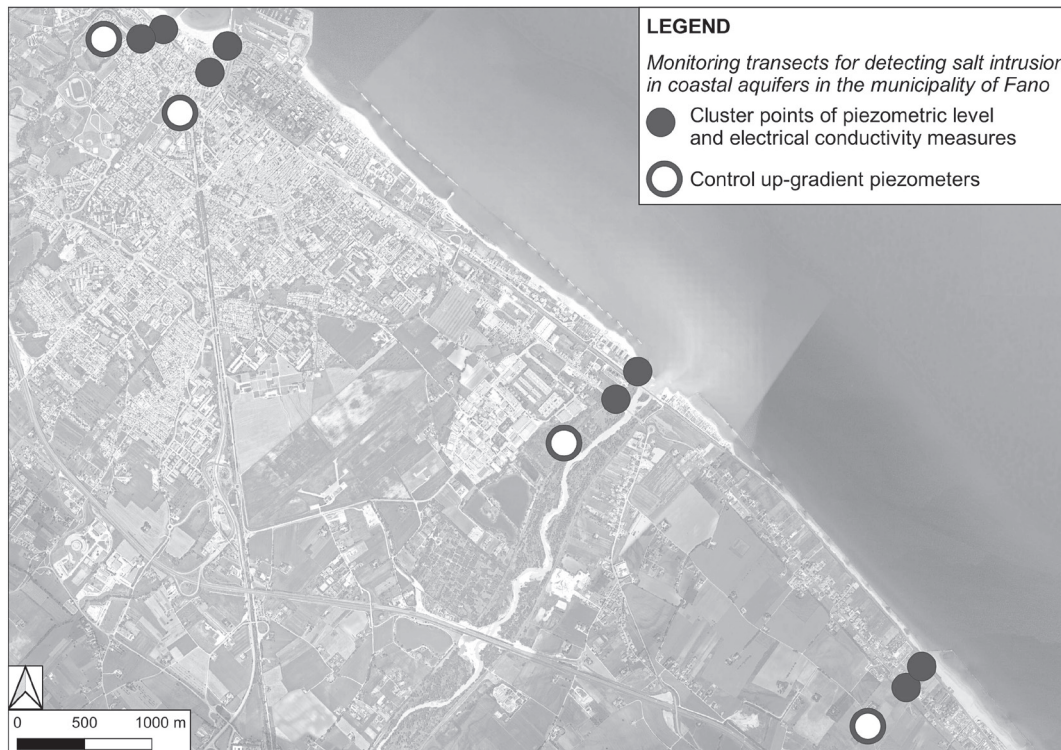 LEGEND
Monitoring transects for detecting salt intrusion
in coastal aquifers in the municipality of Fano
Cluster points of piezometric level
and electrical conductivity measures
Control up-gradient piezometers
0 500 1000 m